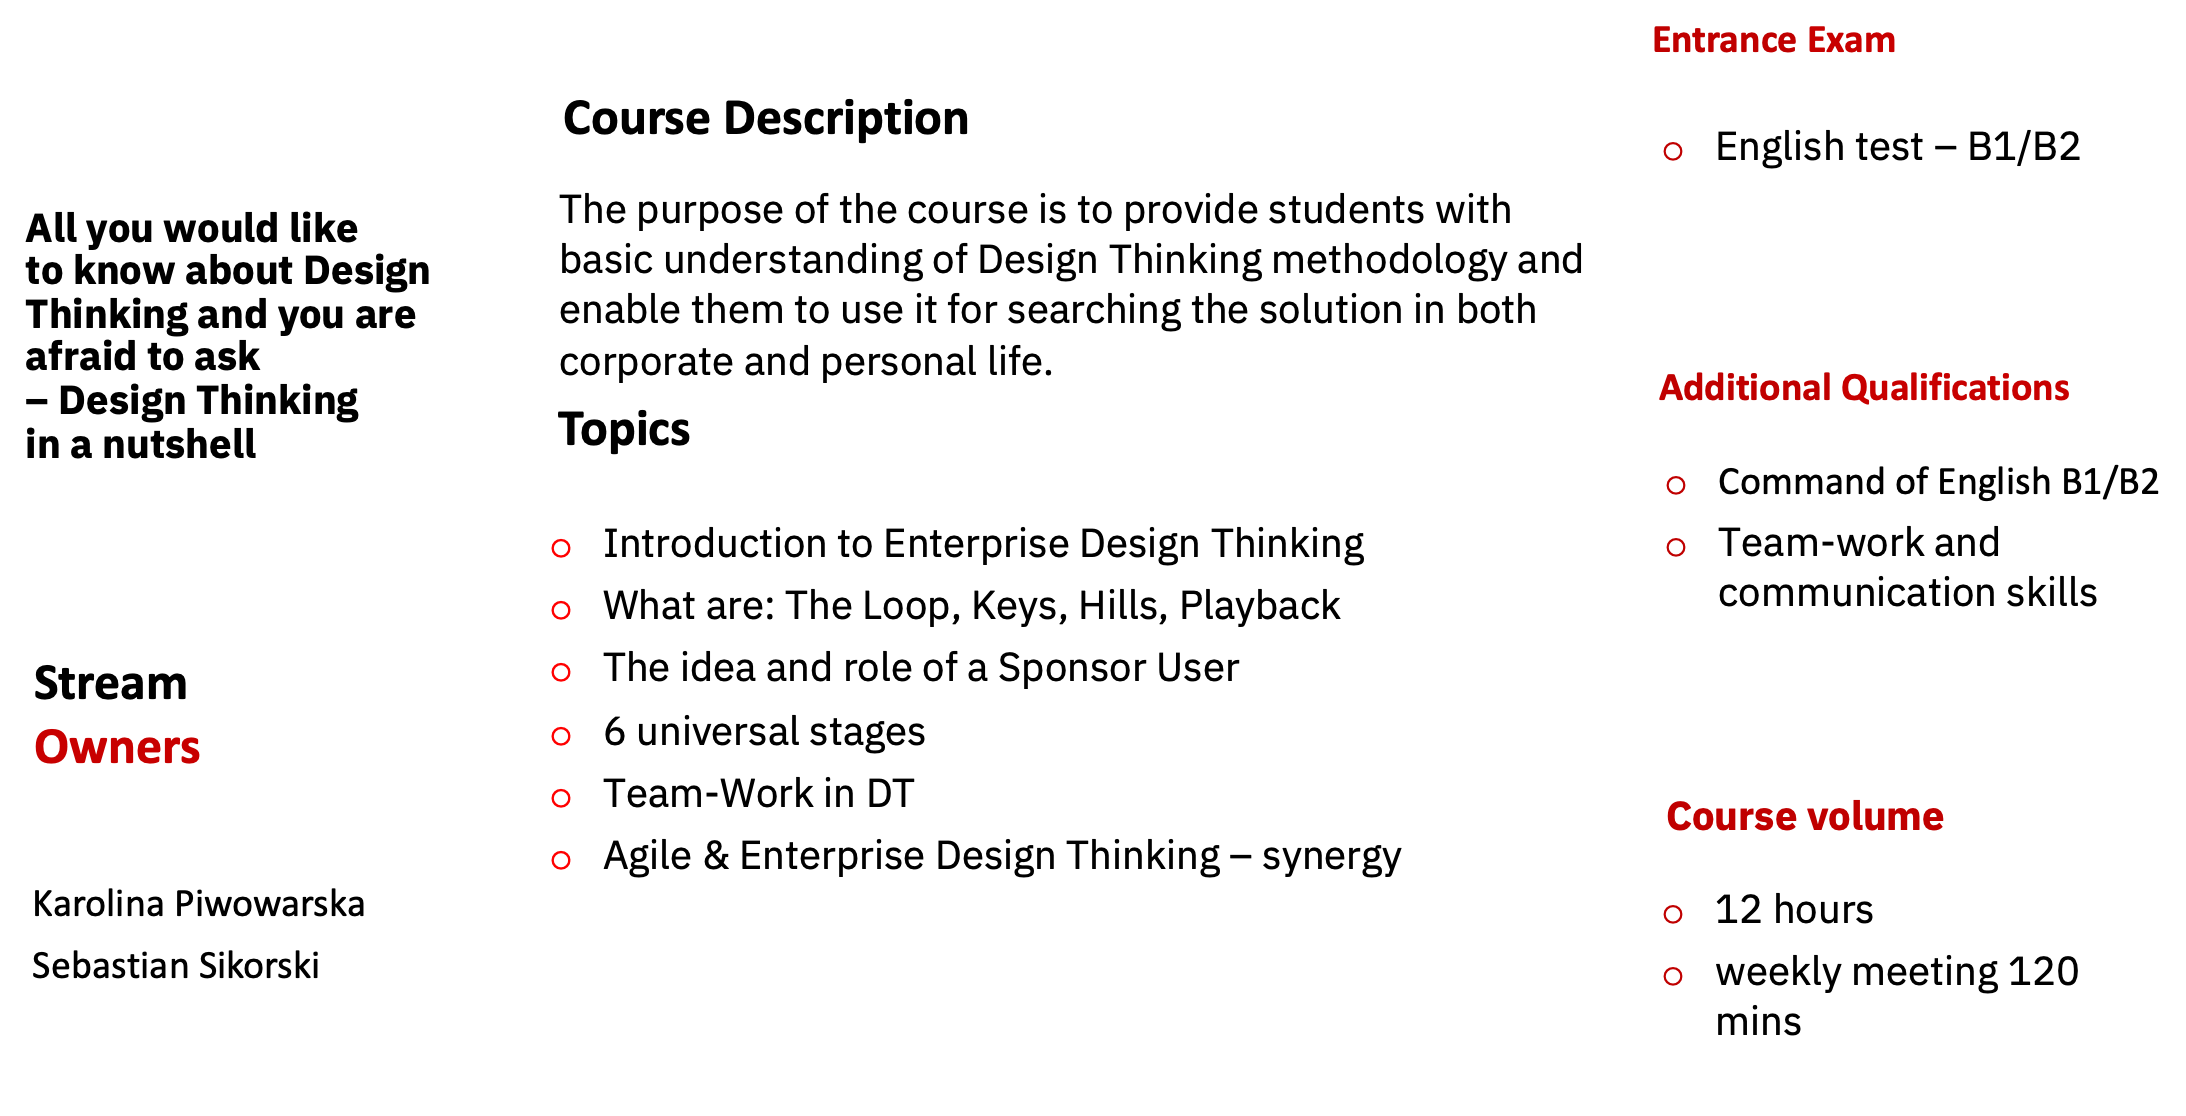 All you would like
to know about Design
Thinking and you are
afraid to ask
– Design Thinking
in a nutshell
Stream
Owners
Karolina Piwowarska
Sebastian Sikorski
Course Description
The purpose of the course is to provide students with
basic understanding of Design Thinking methodology and
enable them to use it for searching the solution in both
corporate and personal life.
Topics
Introduction to Enterprise Design Thinking
What are: The Loop, Keys, Hills, Playback
The idea and role of a Sponsor User
6 universal stages
Team-Work in DT
Agile & Enterprise Design Thinking – synergy
Entrance Exam
English test – B1/B2
Additional Qualifications
Command of English B1/B2
Team-work and
communication skills
Course volume
12 hours
weekly meeting 120
mins